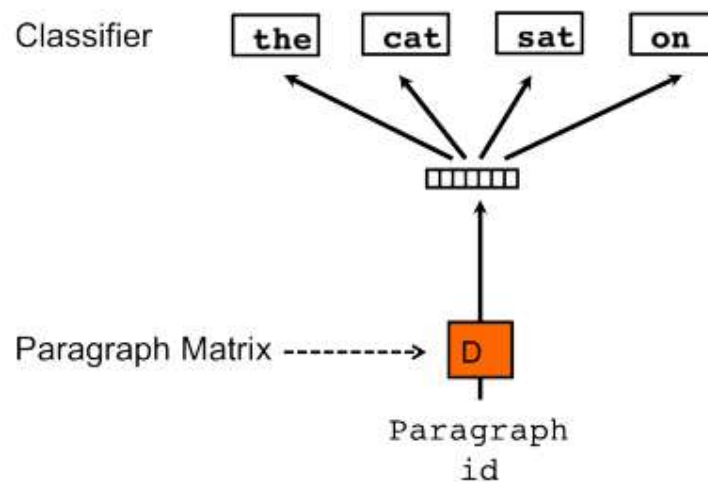 Classifier the cat sat on
Paragraph Matrix D
Paragraph
id